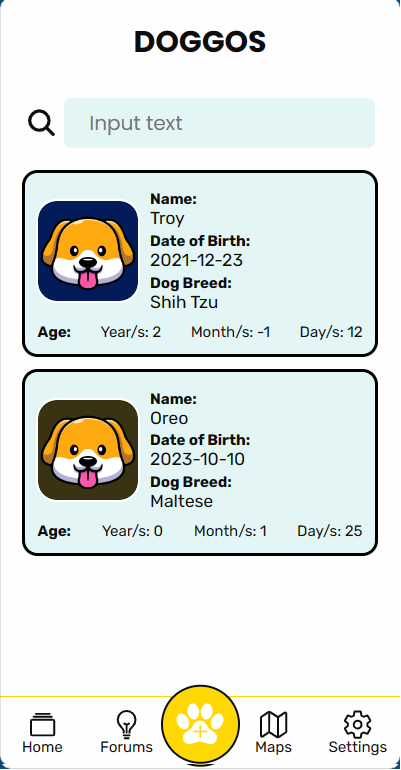 DOGGOS
Input text
Name:
Troy
Date of Birth:
2021-12-23
Dog Breed:
Shih Tzu
Age: Year/s: 2 Month/s: -1 Day/s: 12
Name:
Oreo
Date of Birth:
2023-10-10
Dog Breed:
Maltese
Age: Year/s: 0 Month/s: 1 Day/s: 25
Home Forums Maps Settings